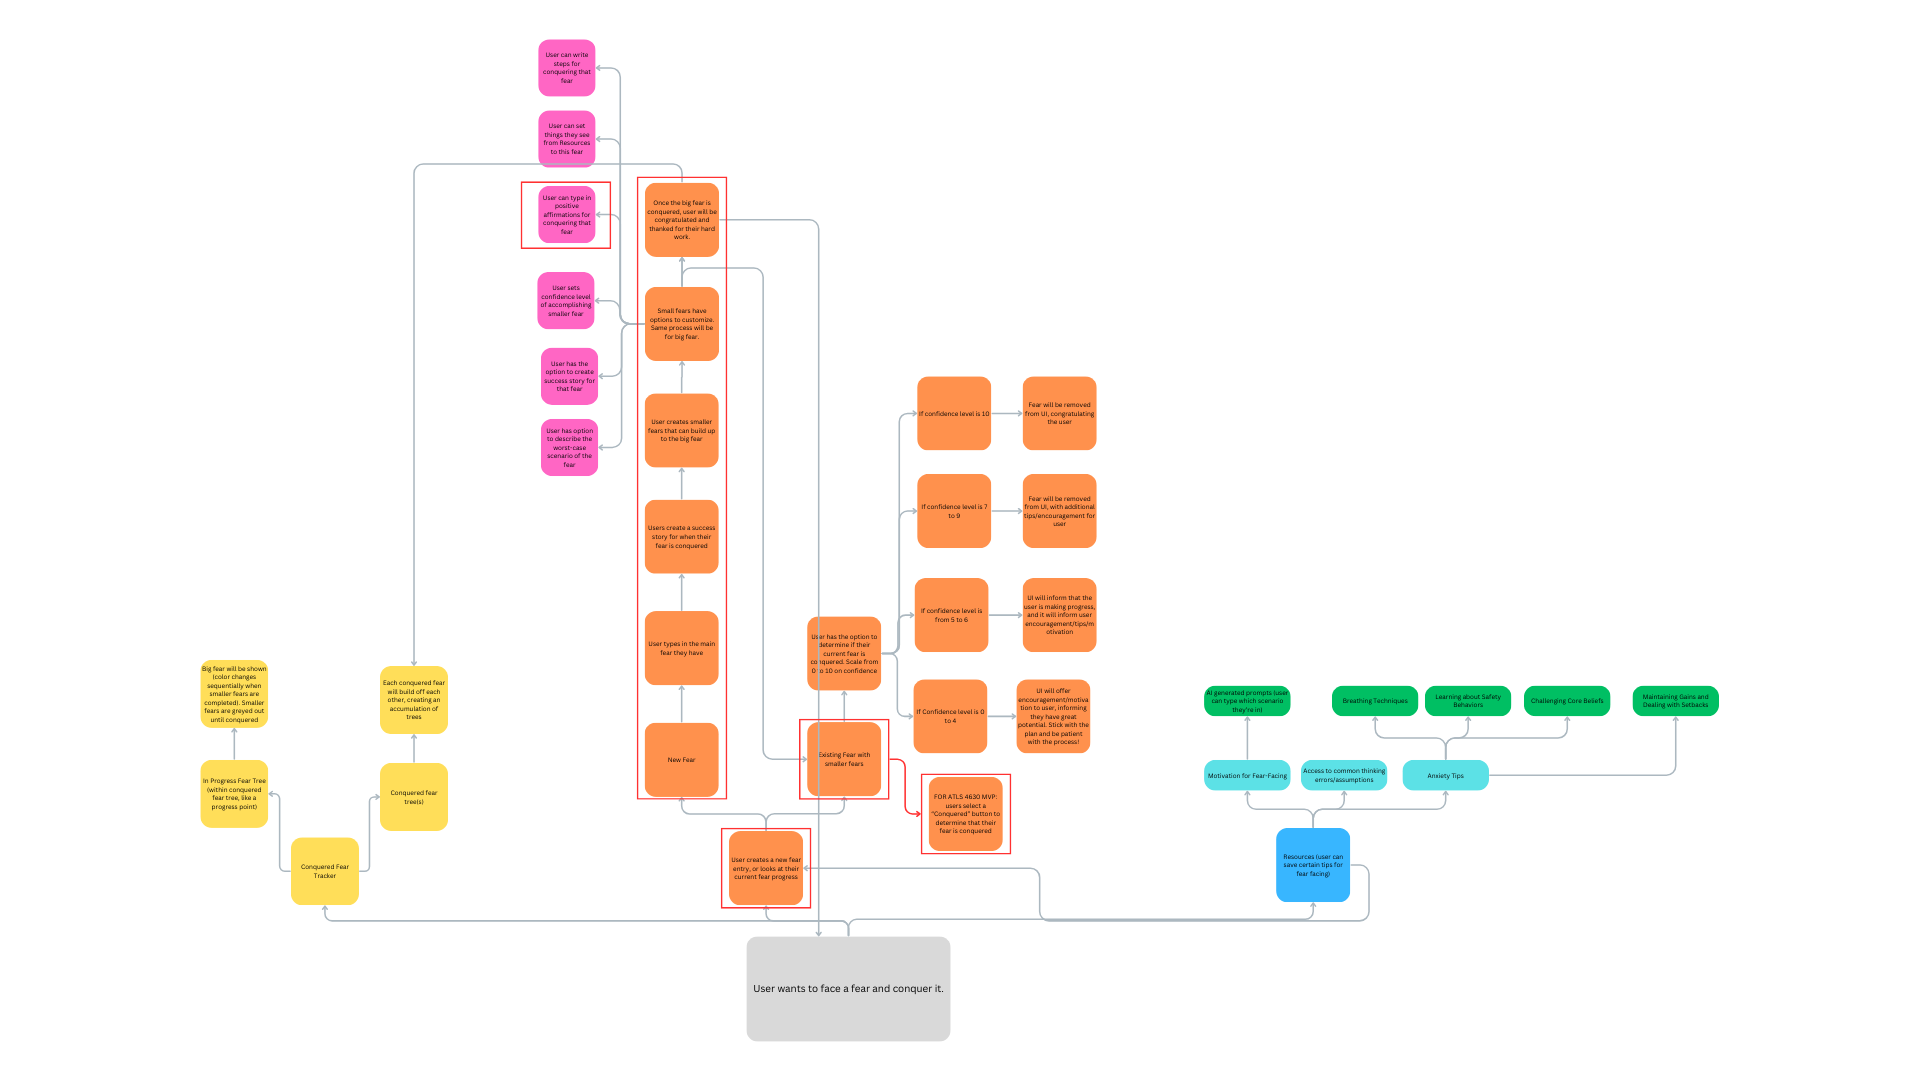 User can write
steps for
conquering that
fear
User can set
things they see
from Resources
to this fear
User can type in
positive
affirmations for
conquering that
fear
User sets
confidence level
of accomplishing
smaller fear
User has the
option to create
success story for
that fear
User has option
to describe the
worst-case
scenario of the
fear
Once the big fear is
conquered, user will be
congratulated and
thanked for their hard
work.
Small fears have
options to customize.
Same process will be
for big fear.
User creates smaller
fears that can build up
to the big fear
Users create a success
story for when their
fear is conquered
User types in the main
fear they have
New Fear
If confidence level is 10
Fear will be removed
from UI, congratulating
the user
If confidence level is 7
to 9
Fear will be removed
from UI, with additional
tips/encouragement for
user
If confidence level is
from 5 to 6
UI will inform that the
user is making progress,
and it will inform user
encouragement/tips/m
otivation
User has the option to
determine if their
current fear is
conquered. Scale from
0 to 10 on confidence
If Confidence level is 0
to 4
UI will offer
encouragement/motiva
tion to user, informing
they have great
potential. Stick with the
plan and be patient
with the process!
Existing Fear with
smaller fears
FOR ATLS 4630 MVP:
users select a
"Conquered" button to
determine that their
fear is conquered
User creates a new fear
entry, or looks at their
current fear progress
Big fear will be shown
(color changes
sequentially when
smaller fears are
completed). Smaller
fears are greyed out
until conquered
Each conquered fear
will build off each
other, creating an
accumulation of
trees
In Progress Fear Tree
(within conquered
fear tree, like a
progress point)
Conquered fear
tree(s)
Conquered Fear
Tracker
AI generated prompts (user
can type which scenario
they're in)
Breathing Techniques
Learning about Safety
Behaviors
Challenging Core Beliefs
Maintaining Gains and
Dealing with Setbacks
Motivation for Fear-Facing
Access to common thinking
errors/assumptions
Anxiety Tips
Resources (user can
save certain tips for
fear facing)
User wants to face a fear and conquer it.